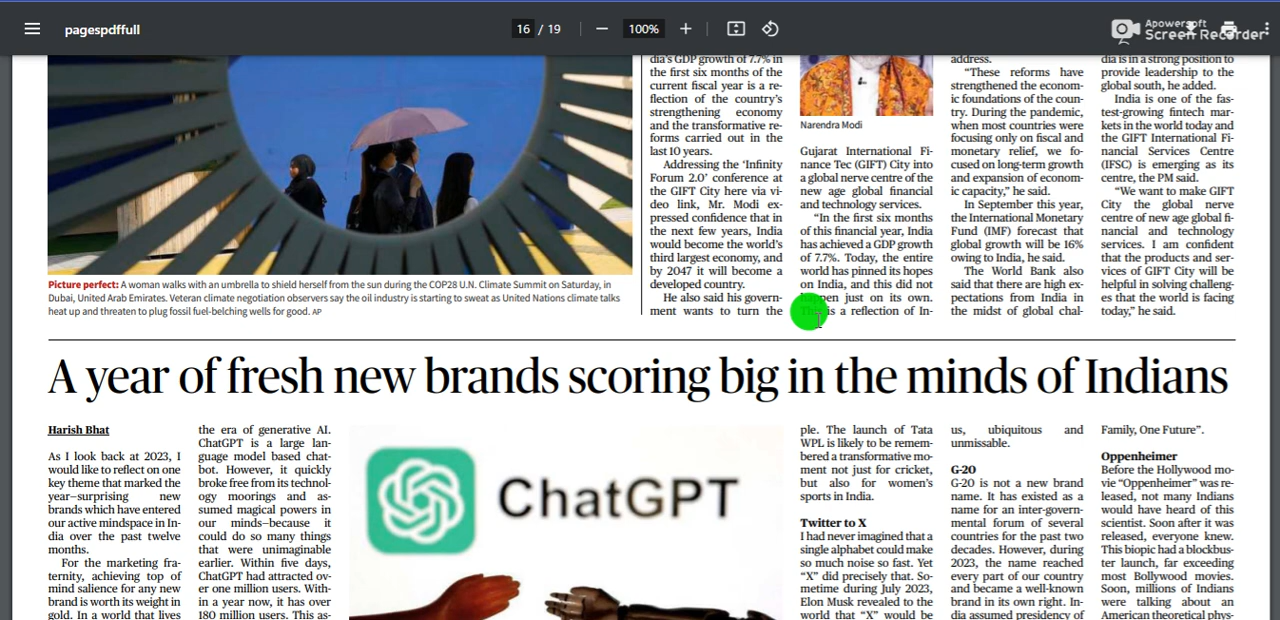 pagespdffull
16 / 19
100%
Apowersoft
Screen Recorder
Picture perfect: A woman walks with an umbrella to shield herself from the sun during the COP28 U.N. Climate Summit on Saturday, in
Dubai, United Arab Emirates. Veteran climate negotiation observers say the oil industry is starting to sweat as United Nations climate talks
heat up and threaten to plug fossil fuel-belching wells for good. AP
dia's GDP growth of 7.7% in
the first six months of the
current fiscal year is a re-
flection of the country's
strengthening economy
and the transformative re-
forms carried out in the
last 10 years.
Addressing the 'Infinity
Forum 2.0' conference at
the GIFT City here via vi-
deo link, Mr. Modi ex-
pressed confidence that in
the next few years, India
would become the world's
third largest economy, and
by 2047 it will become a
developed country.
He also said his govern-
ment wants to turn the
Narendra Modi
Gujarat International Fi-
nance Tec (GIFT) City into
a global nerve centre of the
new age global financial
and technology services.
"In the first six months
of this financial year, India
has achieved a GDP growth
of 7.7%. Today, the entire
world has pinned its hopes
on India, and this did not
happen just on its own.
This is a reflection of In-
address.
"These reforms have
strengthened the econom-
ic foundations of the coun-
try. During the pandemic,
when most countries were
focusing only on fiscal and
monetary relief, we fo-
cused on long-term growth
and expansion of econom-
ic capacity," he said.
In September this year,
the International Monetary
Fund (IMF) forecast that
global growth will be 16%
owing to India, he said.
The World Bank also
said that there are high ex-
pectations from India in
the midst of global chal-
dia is in a strong position to
provide leadership to the
global south, he added.
India is one of the fas-
test-growing fintech mar-
kets in the world today and
the GIFT International Fi-
nancial Services Centre
(IFSC) is emerging as its
centre, the PM said.
"We want to make GIFT
City the global nerve
centre of new age global fi-
nancial and technology
services. I am confident
that the products and ser-
vices of GIFT City will be
helpful in solving challeng-
es that the world is facing
today," he said.
A year of fresh new brands scoring big in the minds of Indians
Harish Bhat
As I look back at 2023, I
would like to reflect on one
key theme that marked the
year—surprising new
brands which have entered
our active mindspace in In-
dia over the past twelve
months.
For the marketing fra-
ternity, achieving top of
mind salience for any new
brand is worth its weight in
gold. In a world that lives
the era of generative AI.
ChatGPT is a large lan-
guage model based chat-
bot. However, it quickly
broke free from its technol-
ogy moorings and as-
sumed magical powers in
our minds—because it
could do so many things
that were unimaginable
earlier. Within five days,
ChatGPT had attracted ov-
er one million users. With-
in a year now, it has over
180 million users. This as-
ChatGPT
ple. The launch of Tata
WPL is likely to be remem-
bered a transformative mo-
ment not just for cricket,
but also for women's
sports in India.
Twitter to X
I had never imagined that a
single alphabet could make
so much noise so fast. Yet
"X" did precisely that. So-
metime during July 2023,
Elon Musk revealed to the
world that "X" would be
us, ubiquitous and
unmissable.
G-20
G-20 is not a new brand
name. It has existed as a
name for an inter-govern-
mental forum of several
countries for the past two
decades. However, during
2023, the name reached
every part of our country
and became a well-known
brand in its own right. In-
dia assumed presidency of
Family, One Future".
Oppenheimer
Before the Hollywood mo-
vie "Oppenheimer" was re-
leased, not many Indians
would have heard of this
scientist. Soon after it was
released, everyone knew.
This biopic had a blockbus-
ter launch, far exceeding
most Bollywood movies.
Soon, millions of Indians
were talking about an
American theoretical phys-